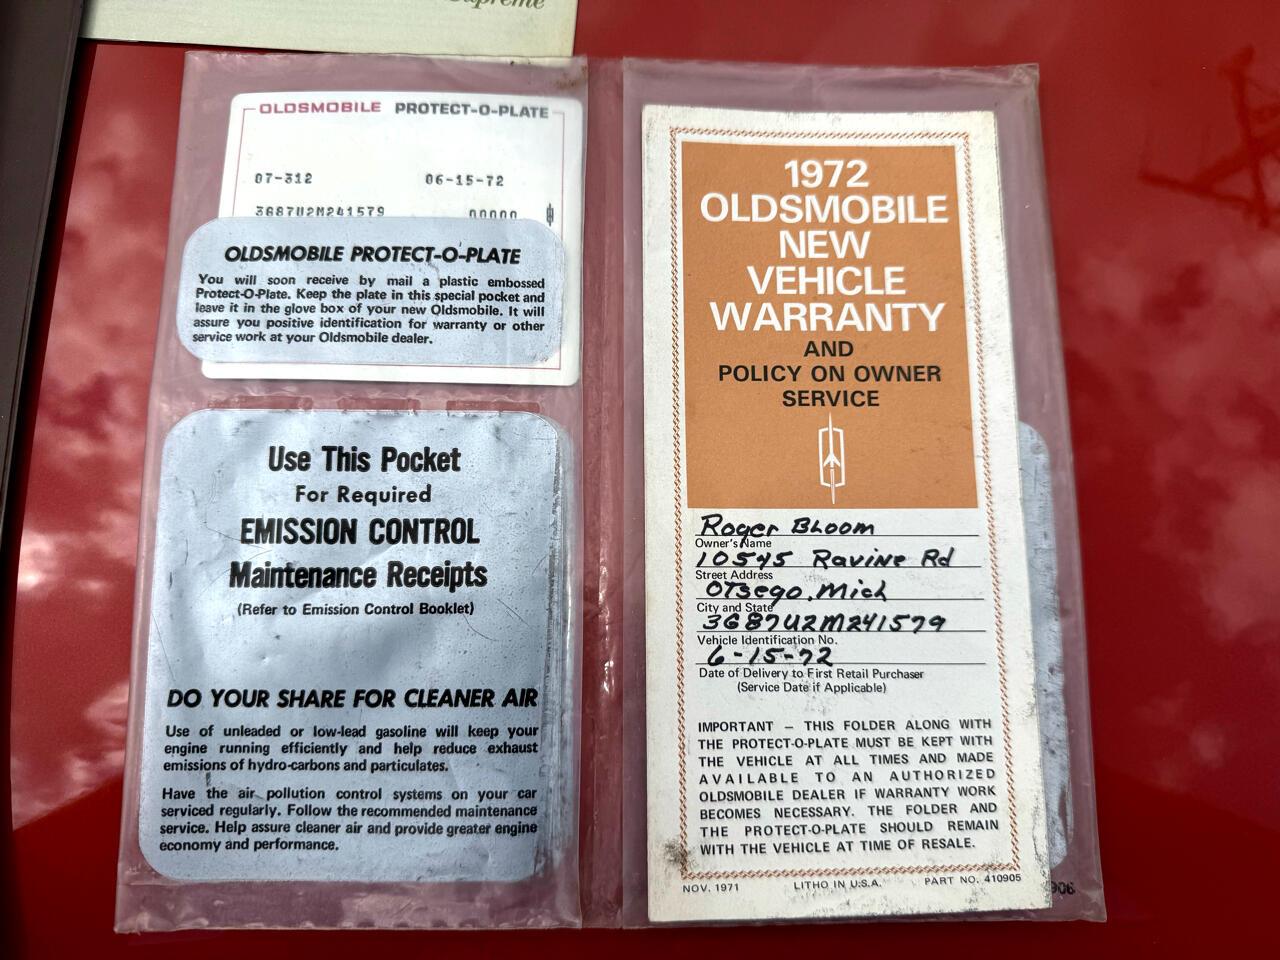 Supreme
OLDSMOBILE PROTECT-O-PLATE
07-312 06-15-72
3G87U2M241579 00000
OLDSMOBILE PROTECT-O-PLATE
You will soon receive by mail a plastic embossed
Protect-O-Plate. Keep the plate in this special pocket and
leave it in the glove box of your new Oldsmobile. It will
assure you positive identification for warranty or other
service work at your Oldsmobile dealer.
Use This Pocket
For Required
EMISSION CONTROL
Maintenance Receipts
(Refer to Emission Control Booklet)
DO YOUR SHARE FOR CLEANER AIR
Use of unleaded or low-lead gasoline will keep your
engine running efficiently and help reduce exhaust
emissions of hydro-carbons and particulates.
Have the air pollution control systems on your car
serviced regularly. Follow the recommended maintenance
service. Help assure cleaner air and provide greater engine
economy and performance.
1972
OLDSMOBILE
NEW
VEHICLE
WARRANTY
AND
POLICY ON OWNER
SERVICE
Roger Bloom
Owner's Name
10545 Ravine Rd
Street Address
Otsego, Mich
City and State
3G87U2M241579
Vehicle Identification No.
6-15-72
Date of Delivery to First Retail Purchaser
(Service Date if Applicable)
IMPORTANT — THIS FOLDER ALONG WITH
THE PROTECT-O-PLATE MUST BE KEPT WITH
THE VEHICLE AT ALL TIMES AND MADE
AVAILABLE TO AN AUTHORIZED
OLDSMOBILE DEALER IF WARRANTY WORK
BECOMES NECESSARY. THE FOLDER AND
THE PROTECT-O-PLATE SHOULD REMAIN
WITH THE VEHICLE AT TIME OF RESALE.
NOV. 1971 LITHO IN U.S.A. PART NO. 410905
906